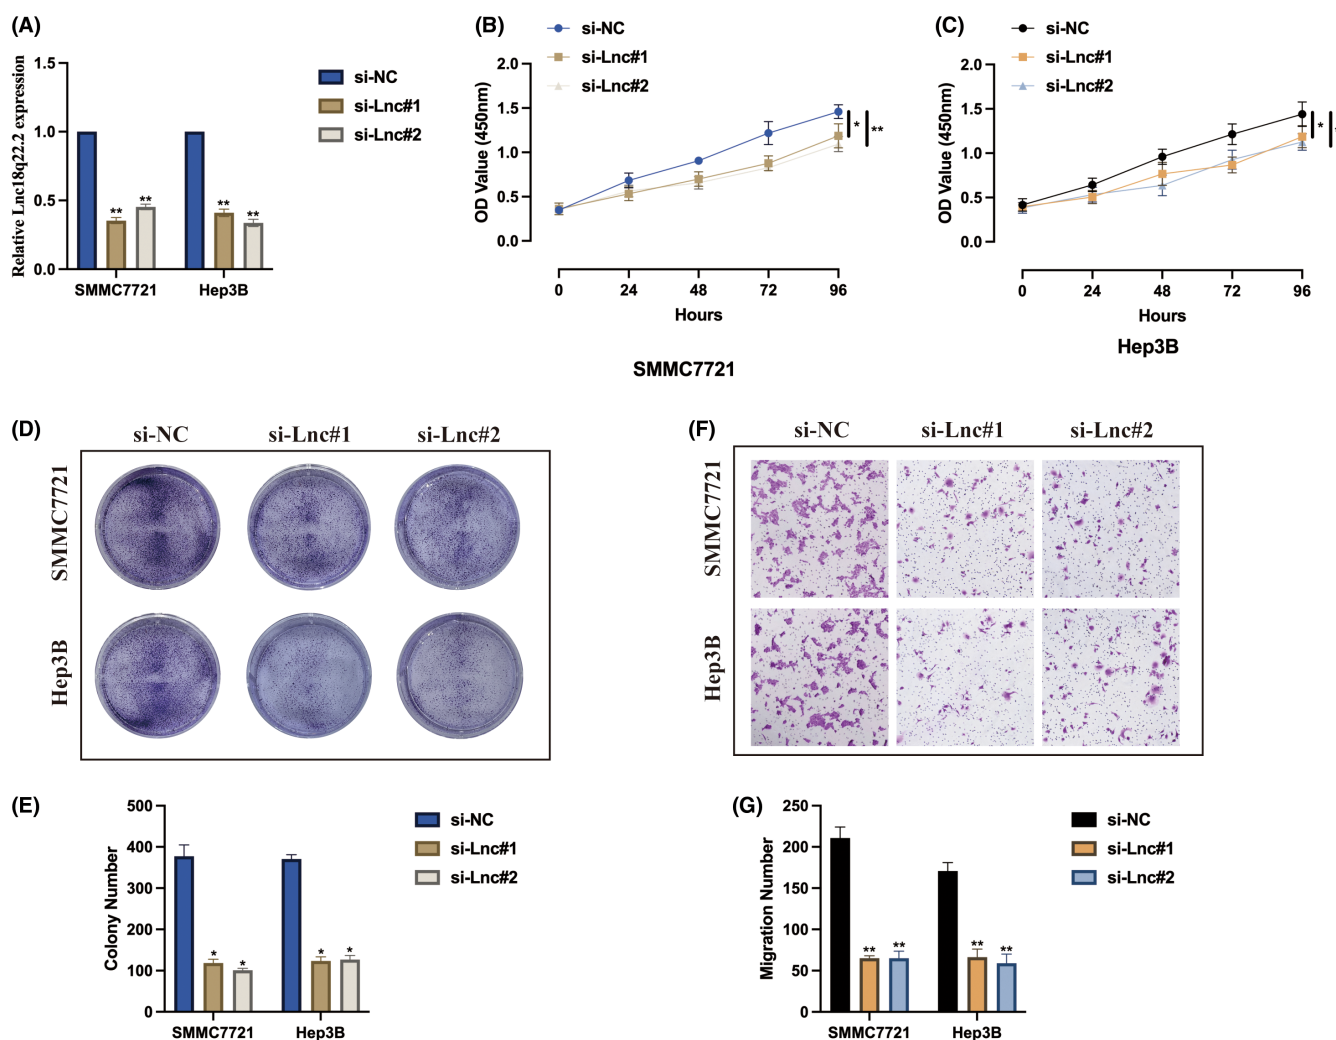 (A)
Relative Lnc18q22.2 expression
1.5
1.0
0.5
0.0
** ** ** **
SMMC7721 Hep3B
si-NC
si-Lnc#1
si-Lnc#2
(B)
si-NC
si-Lnc#1
si-Lnc#2
OD Value (450nm)
2.0
1.5
1.0
0.5
0.0
* **
0 24 48 72 96
Hours
SMMC7721
(C)
si-NC
si-Lnc#1
si-Lnc#2
OD Value (450nm)
2.0
1.5
1.0
0.5
0.0
*
0 24 48 72 96
Hours
Hep3B
(D)
si-NC si-Lnc#1 si-Lnc#2
SMMC7721
Hep3B
(F)
si-NC si-Lnc#1 si-Lnc#2
SMMC7721
Hep3B
(E)
Colony Number
500
400
300
200
100
0
* * * *
SMMC7721 Hep3B
si-NC
si-Lnc#1
si-Lnc#2
(G)
Migration Number
250
200
150
100
50
0
** ** ** **
SMMC7721 Hep3B
si-NC
si-Lnc#1
si-Lnc#2